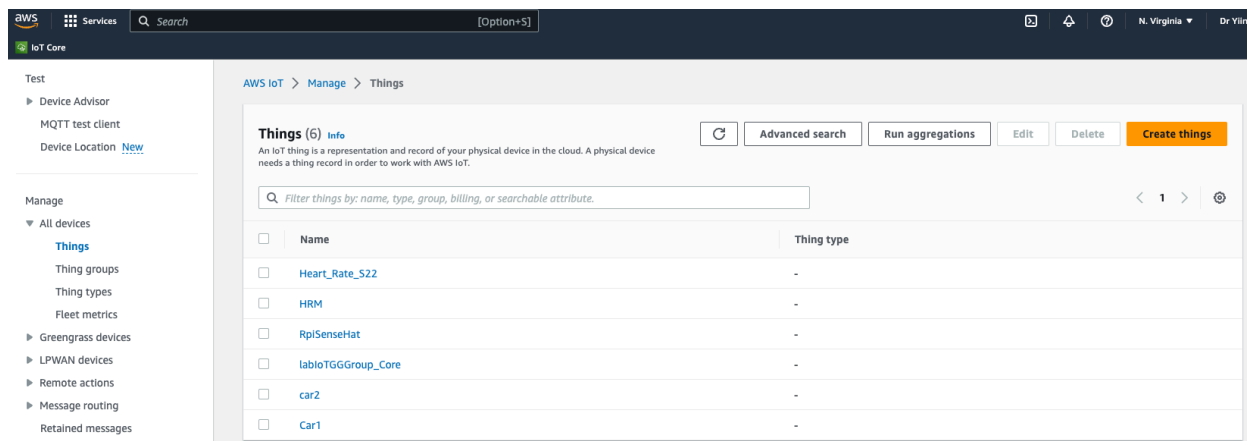 aws Services Search [Option+S] N. Virginia ▼ Dr Yiin
IoT Core
Test
Device Advisor
MQTT test client
Device Location New
Manage
All devices
Things
Thing groups
Thing types
Fleet metrics
Greengrass devices
LPWAN devices
Remote actions
Message routing
Retained messages
AWS IoT > Manage > Things
Things (6) Info
An IoT thing is a representation and record of your physical device in the cloud. A physical device
needs a thing record in order to work with AWS IoT.
Advanced search
Run aggregations
Edit
Delete
Create things
Filter things by: name, type, group, billing, or searchable attribute.
< 1 >
Name Thing type
Heart_Rate_S22 -
HRM -
RpiSenseHat -
labIoTGGGroup_Core -
car2 -
Car1 -